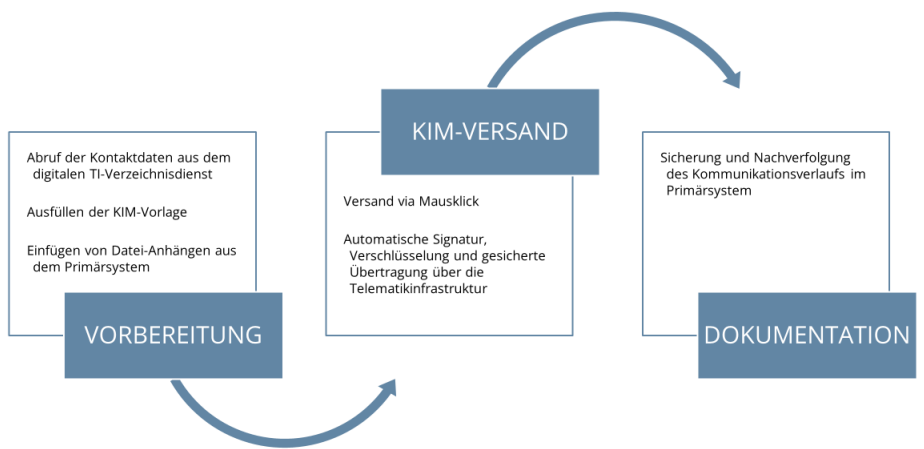 Abruf der Kontaktdaten aus dem
digitalen TI-Verzeichnisdienst
Ausfüllen der KIM-Vorlage
Einfügen von Datei-Anhängen aus
dem Primärsystem
VORBEREITUNG
KIM-VERSAND
Versand via Mausklick
Automatische Signatur,
Verschlüsselung und gesicherte
Übertragung über die
Telematikinfrastruktur
Sicherung und Nachverfolgung
des Kommunikationsverlaufs im
Primärsystem
DOKUMENTATION